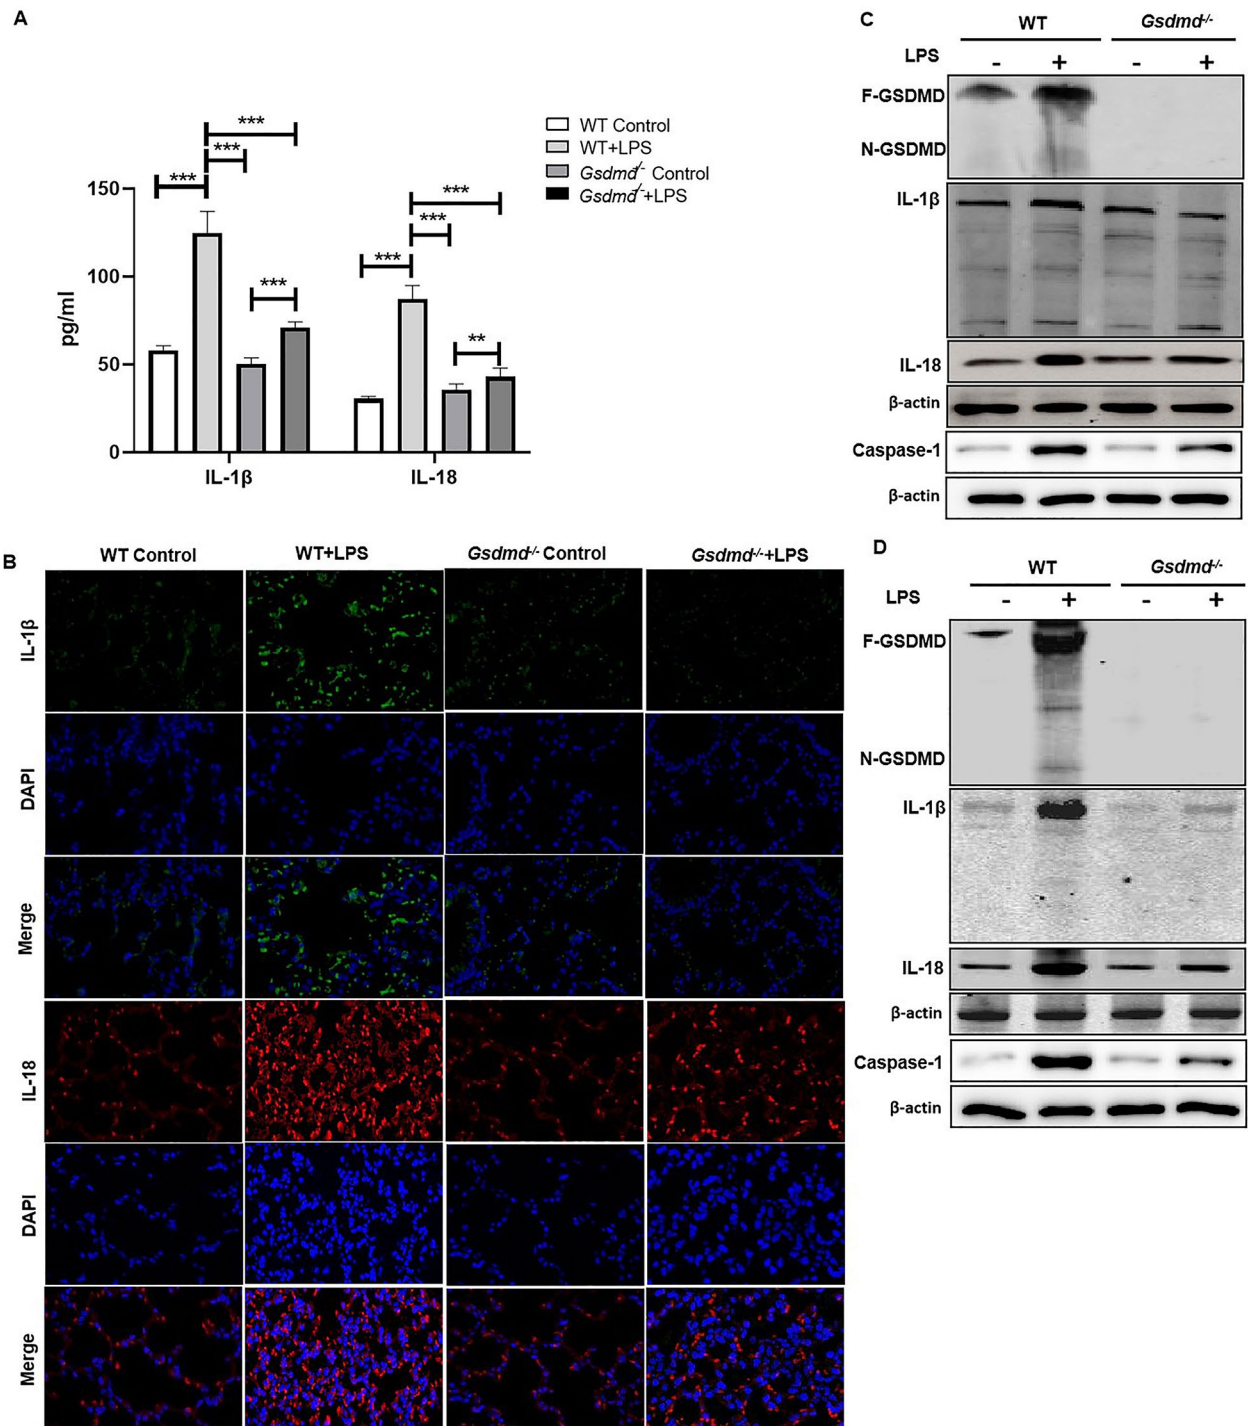 A
***
***
***
***
***
***
***
**
WT Control
WT+LPS
Gsdmd-/- Control
Gsdmd-/-+LPS
pg/ml
150
100
50
0
IL-1β
IL-18
B
WT Control
WT+LPS
Gsdmd-/- Control
Gsdmd-/-+LPS
IL-1β
DAPI
Merge
IL-18
DAPI
Merge
C
WT
Gsdmd-/-
LPS
- + - +
F-GSDMD
N-GSDMD
IL-1β
IL-18
β-actin
Caspase-1
β-actin
D
WT
Gsdmd-/-
LPS
- + - +
F-GSDMD
N-GSDMD
IL-1β
IL-18
β-actin
Caspase-1
β-actin